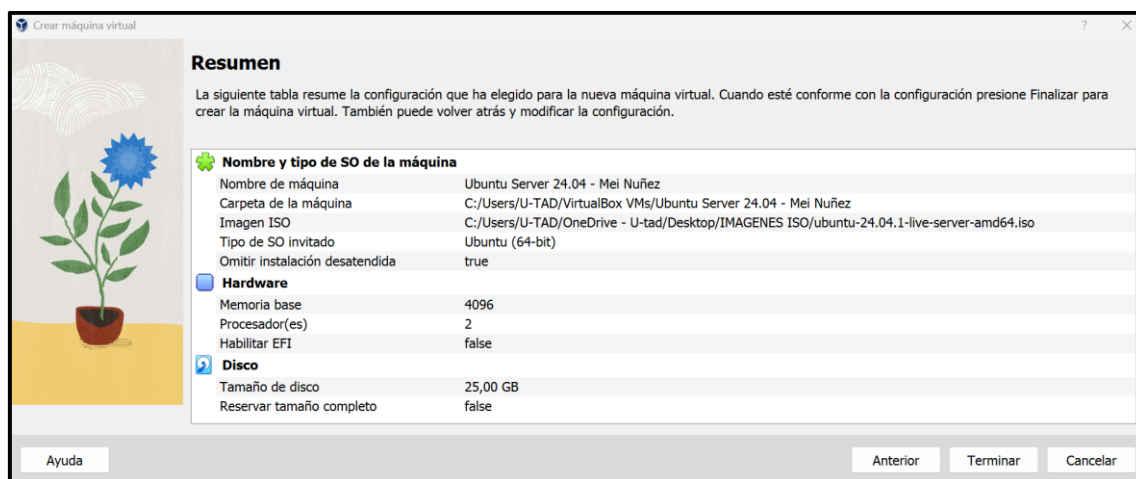 Crear máquina virtual
?
Resumen
La siguiente tabla resume la configuración que ha elegido para la nueva máquina virtual. Cuando esté conforme con la configuración presione Finalizar para
crear la máquina virtual. También puede volver atrás y modificar la configuración.
Nombre y tipo de SO de la máquina
Nombre de máquina Ubuntu Server 24.04 - Mei Nuñez
Carpeta de la máquina C:/Users/U-TAD/VirtualBox VMs/Ubuntu Server 24.04 - Mei Nuñez
Imagen ISO C:/Users/U-TAD/OneDrive - U-tad/Desktop/IMAGENES ISO/ubuntu-24.04.1-live-server-amd64.iso
Tipo de SO invitado Ubuntu (64-bit)
Omitir instalación desatendida true
Hardware
Memoria base 4096
Procesador(es) 2
Habilitar EFI false
Disco
Tamaño de disco 25,00 GB
Reservar tamaño completo false
Ayuda Anterior Terminar Cancelar